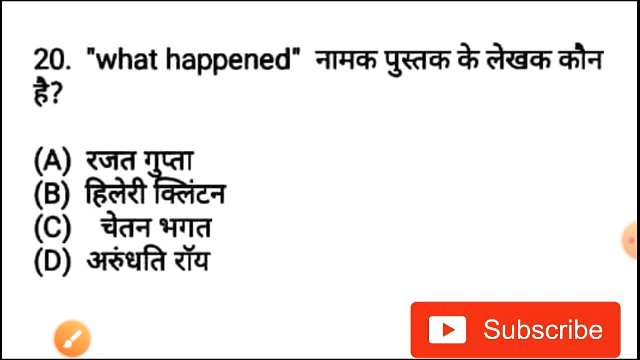 20. "what happened" नामक पुस्तक के लेखक कौन
है?
(A) रजत गुप्ता
(B) हिलेरी क्लिंटन
(C) चेतन भगत
(D) अरुंधति रॉय
Subscribe